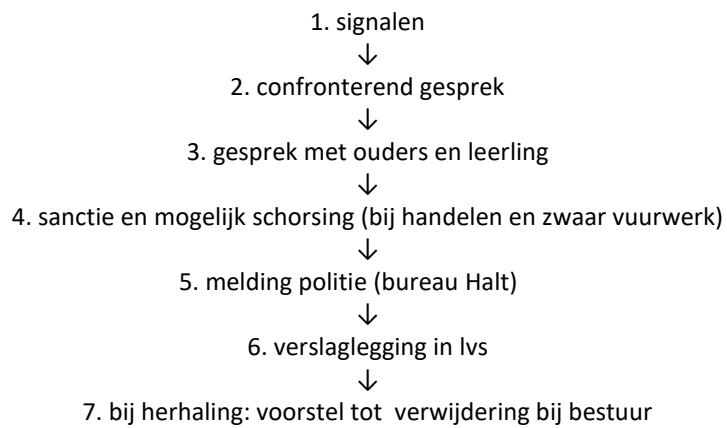 1. signalen
↓
2. confronterend gesprek
↓
3. gesprek met ouders en leerling
↓
4. sanctie en mogelijk schorsing (bij handelen en zwaar vuurwerk)
↓
5. melding politie (bureau Halt)
↓
6. verslaglegging in lvs
↓
7. bij herhaling: voorstel tot  verwijdering bij bestuur